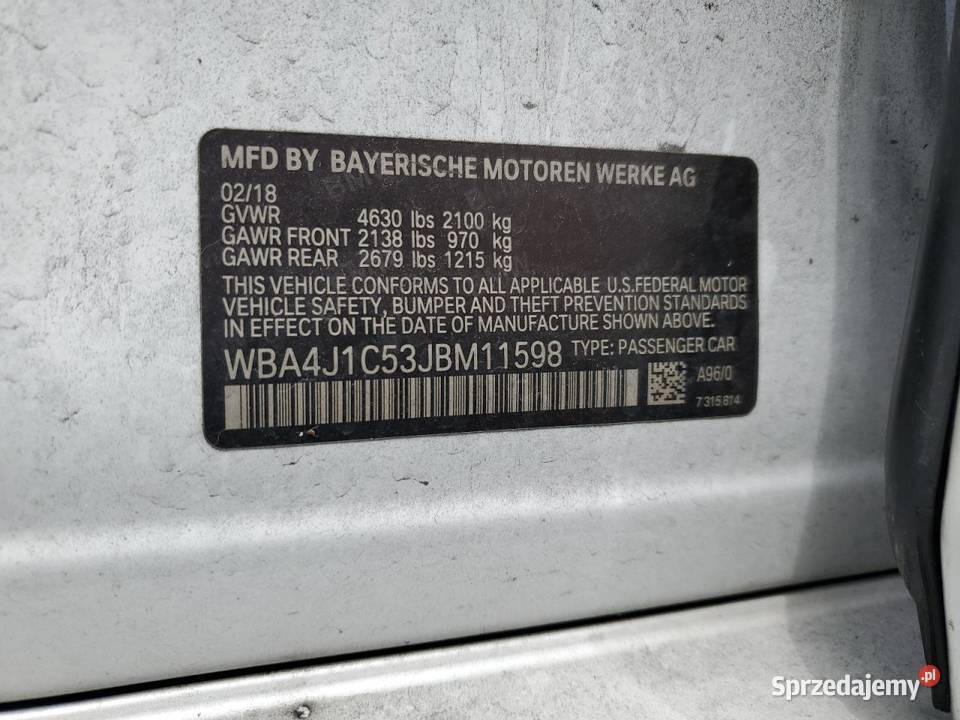 MFD BY BAYERISCHE MOTOREN WERKE AG
02/18
GVWR 4630 lbs 2100 kg
GAWR FRONT 2138 lbs 970 kg
GAWR REAR 2679 lbs 1215 kg
THIS VEHICLE CONFORMS TO ALL APPLICABLE U.S.FEDERAL MOTOR
VEHICLE SAFETY, BUMPER AND THEFT PREVENTION STANDARDS
IN EFFECT ON THE DATE OF MANUFACTURE SHOWN ABOVE.
WBA4J1C53JBM11598 TYPE: PASSENGER CAR
A96/0
7 315 814
Sprzedajemy.pl